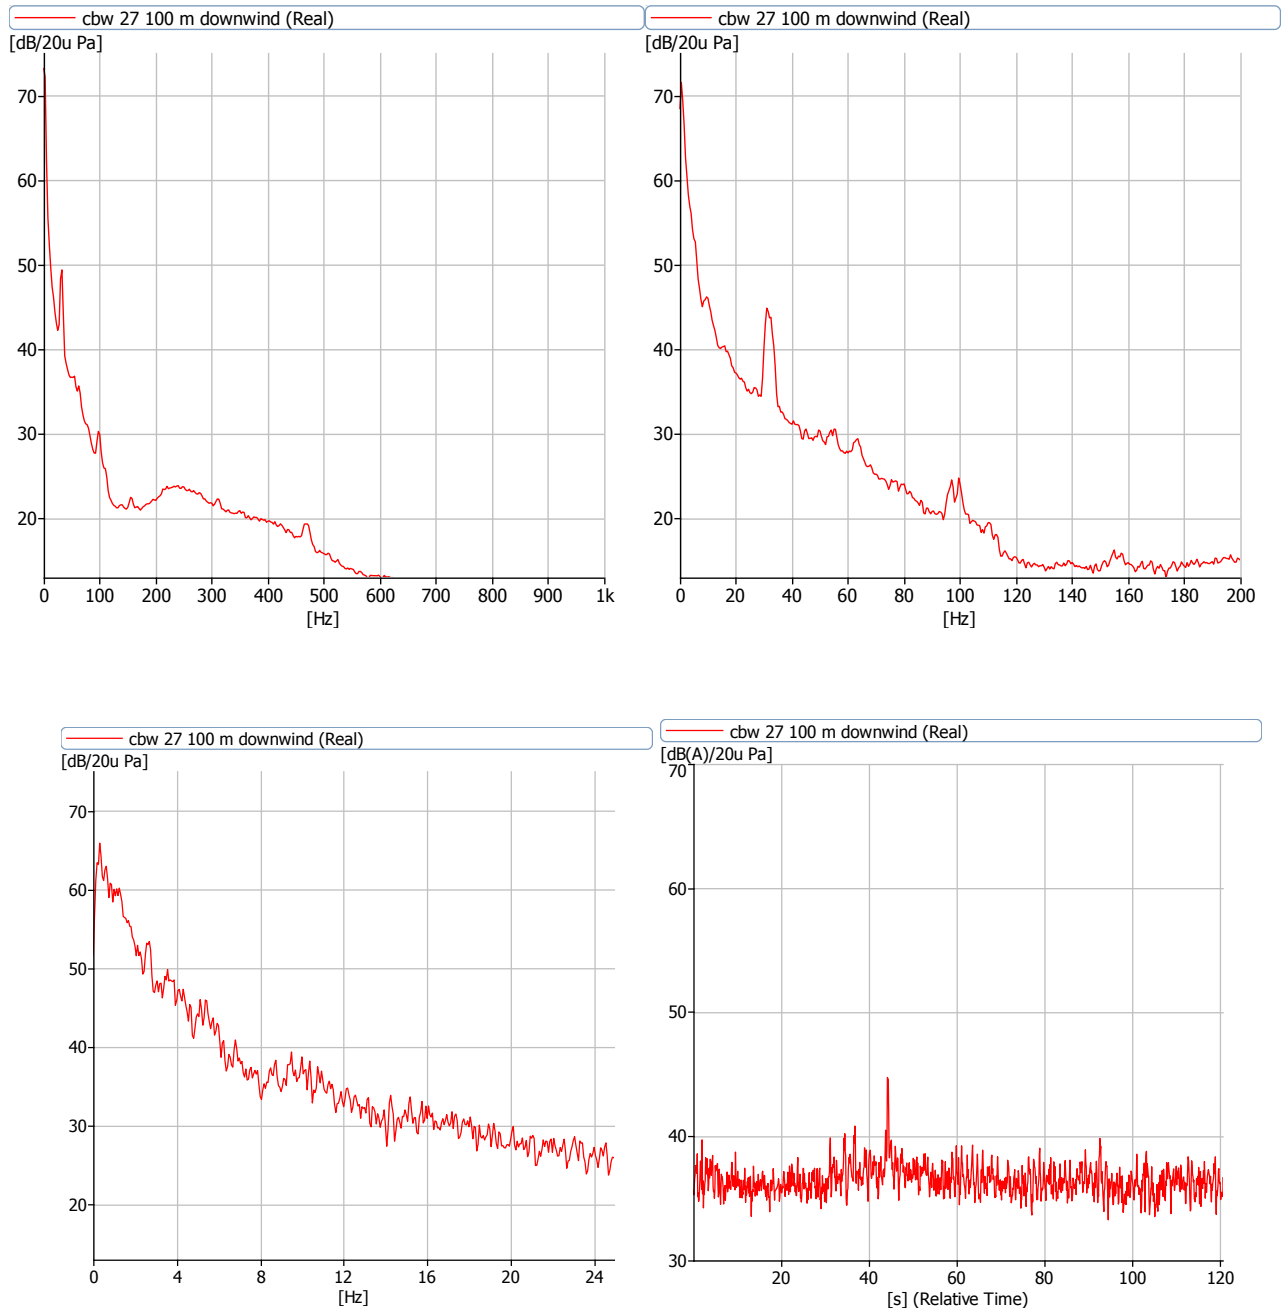 cbw 27 100 m downwind (Real)
[dB/20u Pa]
70
60
50
40
30
20
0 100 200 300 400 500 600 700 800 900 1k
[Hz]
cbw 27 100 m downwind (Real)
[dB/20u Pa]
70
60
50
40
30
20
0 20 40 60 80 100 120 140 160 180 200
[Hz]
cbw 27 100 m downwind (Real)
[dB/20u Pa]
70
60
50
40
30
20
0 4 8 12 16 20 24
[Hz]
cbw 27 100 m downwind (Real)
[dB(A)/20u Pa]
70
60
50
40
30
20 40 60 80 100 120
[s] (Relative Time)